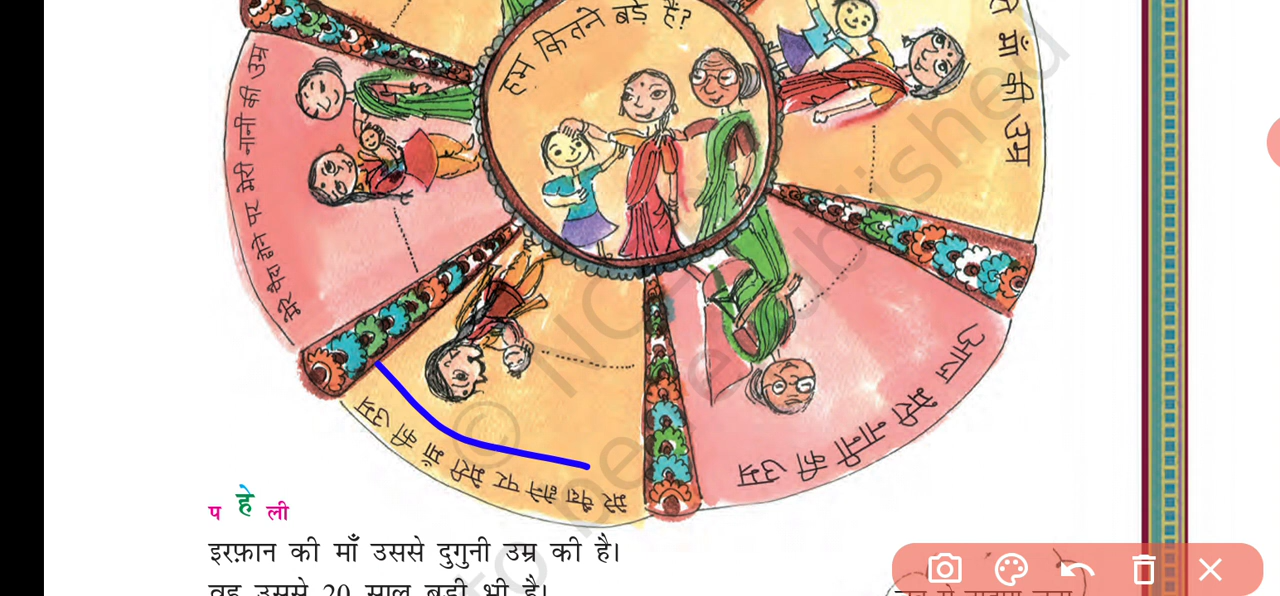 हम कितने बड़े हैं?
माँ की उम्र
मेरे पैदा होने पर मेरी नानी की उम्र
मेरे पैदा होने पर मेरी माँ की उम्र
आज मेरी नानी की उम्र
पहेली
इरफ़ान की माँ उससे दुगुनी उम्र की है।
वह उससे 20 साल बड़ी भी है।